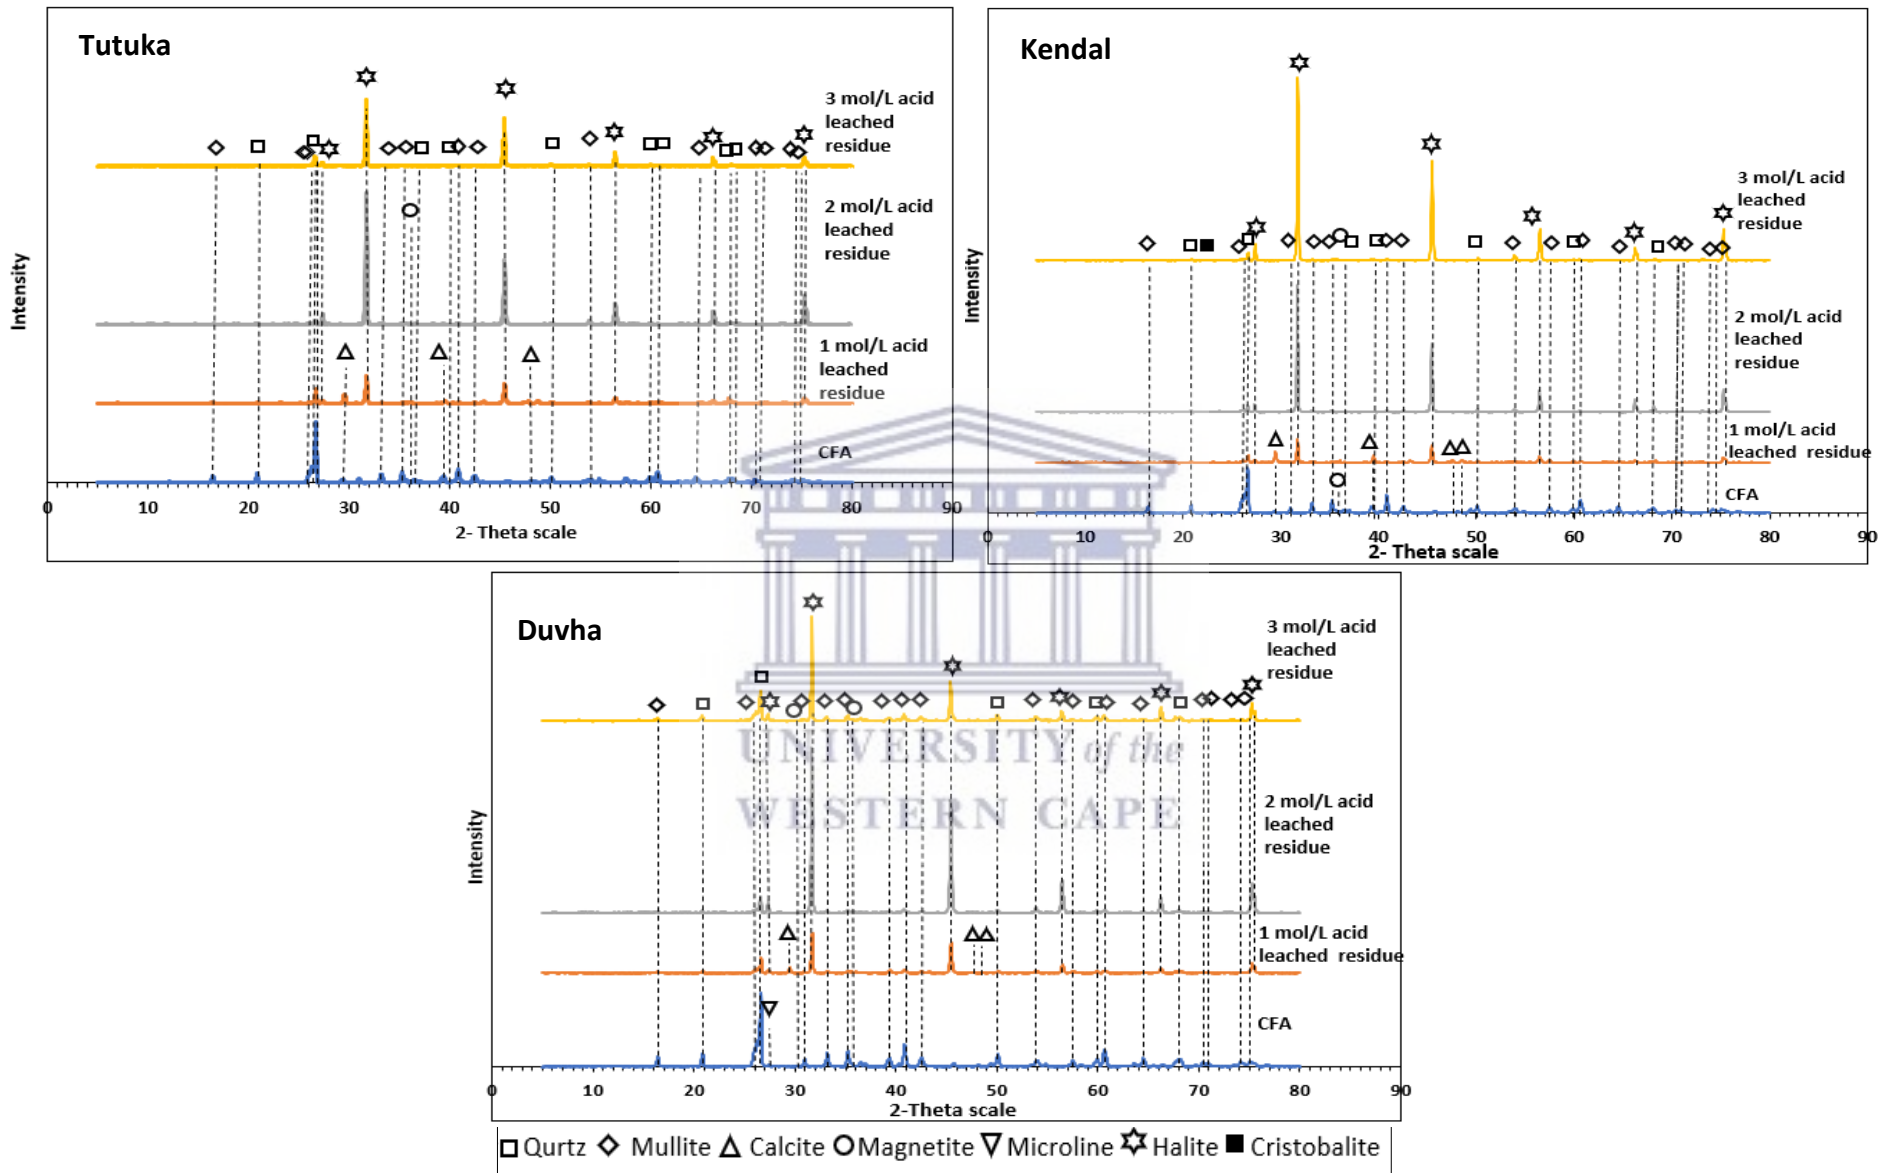 Tutuka
3 mol/L acid
leached
residue
2 mol/L acid
leached
residue
1 mol/L acid
leached
residue
CFA
Intensity
0 10 20 30 40 50 60 70 80 90
2- Theta scale
Kendal
3 mol/L acid
leached
residue
2 mol/L acid
leached
residue
1 mol/L acid
leached residue
CFA
Intensity
0 10 20 30 40 50 60 70 80 90
2- Theta scale
Duvha
3 mol/L acid
leached
residue
2 mol/L acid
leached
residue
1 mol/L acid
leached residue
CFA
Intensity
0 10 20 30 40 50 60 70 80 90
2-Theta scale
UNIVERSITY of the
WESTERN CAPE
Qurtz Mullite Calcite Magnetite Microline Halite Cristobalite